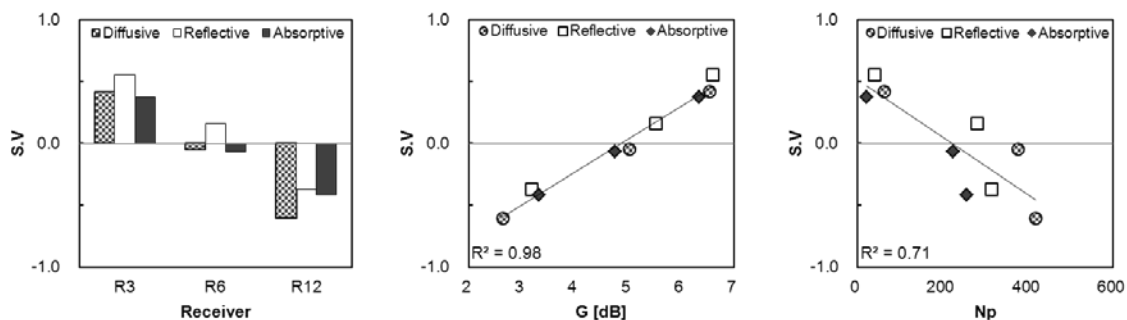 1.0
Diffusive Reflective Absorptive
S.V
0.0
-1.0
R3 R6 R12
Receiver
1.0
Diffusive Reflective Absorptive
S.V
0.0
R² = 0.98
-1.0
2 3 4 5 6 7
G [dB]
1.0
Diffusive Reflective Absorptive
S.V
0.0
R² = 0.71
-1.0
0 200 400 600
Np